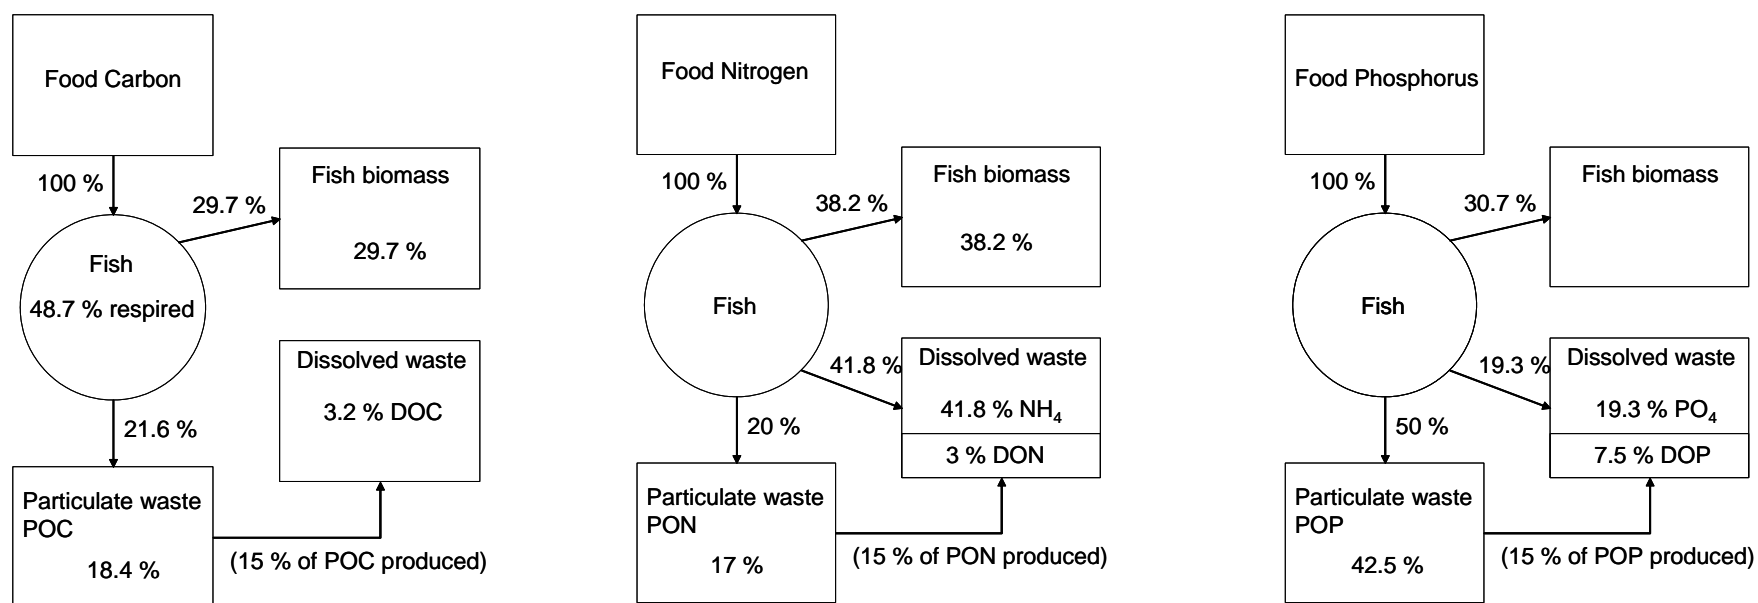 Food Carbon
100 %
29.7 %
Fish biomass
29.7 %
Fish
48.7 % respired
21.6 %
Dissolved waste
3.2 % DOC
Particulate waste
POC
18.4 %
(15 % of POC produced)
Food Nitrogen
100 %
38.2 %
Fish biomass
38.2 %
Fish
41.8 %
Dissolved waste
41.8 % NH4
3 % DON
20 %
Particulate waste
PON
17 %
(15 % of PON produced)
Food Phosphorus
100 %
30.7 %
Fish biomass
Fish
19.3 %
Dissolved waste
19.3 % PO4
7.5 % DOP
50 %
Particulate waste
POP
42.5 %
(15 % of POP produced)